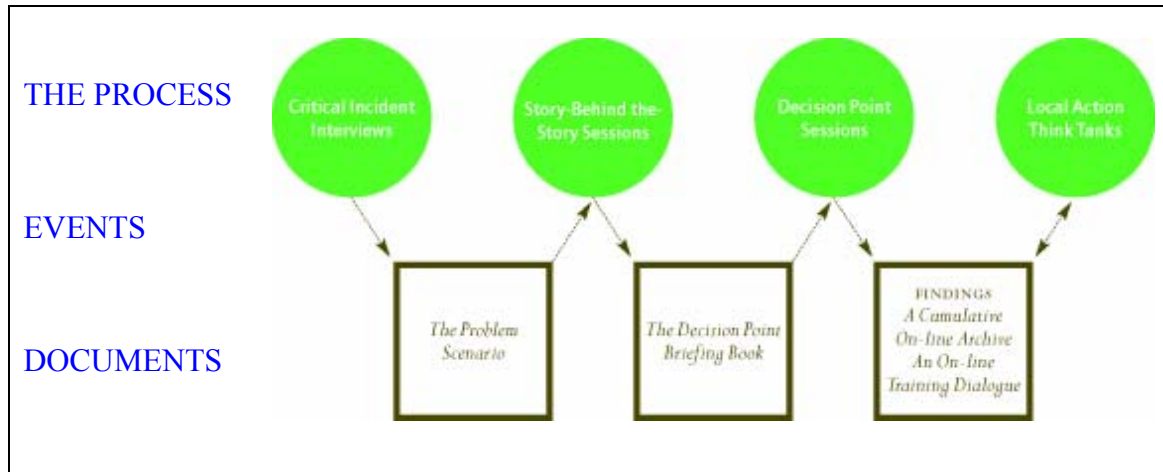 THE PROCESS
Critical Incident
Interviews
Story-Behind the-
Story Sessions
Decision Point
Sessions
Local Action
Think Tanks
EVENTS
DOCUMENTS
The Problem
Scenario
The Decision Point
Briefing Book
FINDINGS
A Cumulative
On-line Archive
An On-line
Training Dialogue